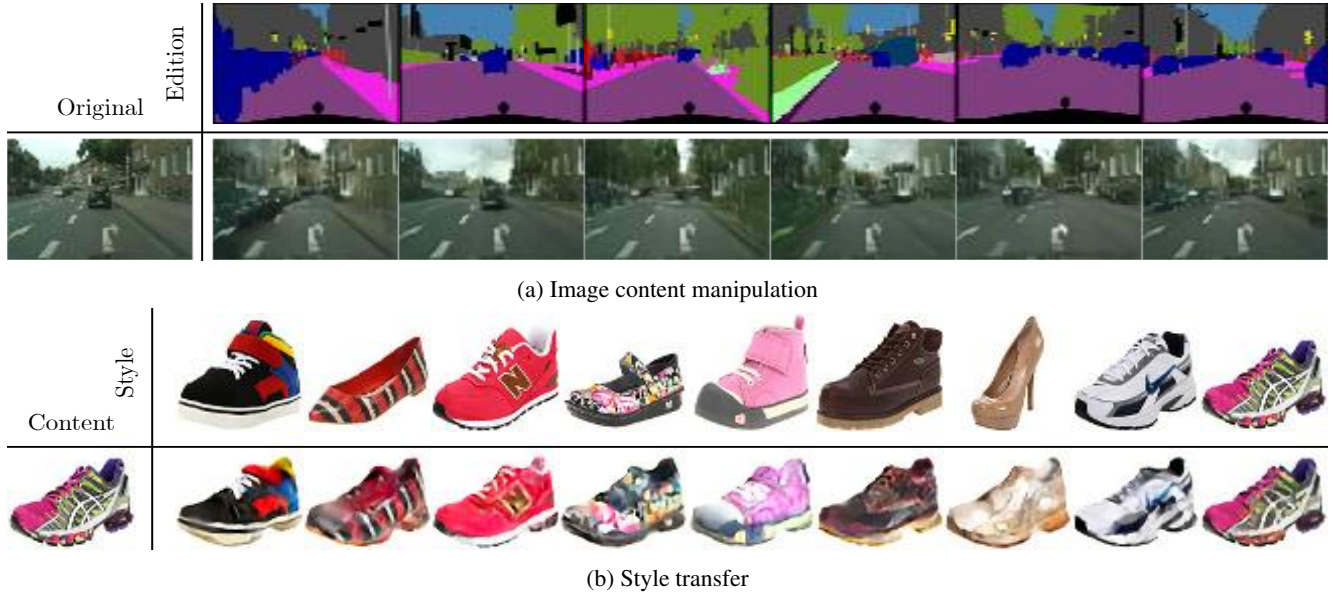 Edition
Original
(a) Image content manipulation
Style
Content
N
N
(b) Style transfer